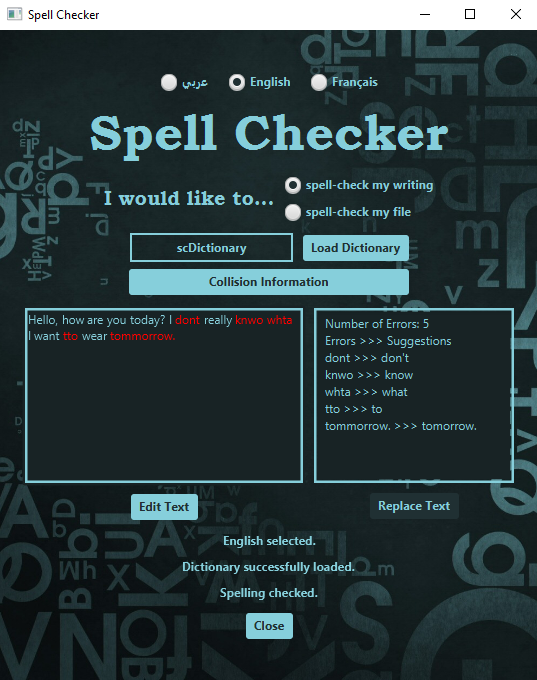 Spell Checker
عربي English Français
Spell Checker
I would like to...
spell-check my writing
spell-check my file
scDictionary Load Dictionary
Collision Information
Hello, how are you today? I dont really knwo whta
I want tto wear tommorrow.
Number of Errors: 5
Errors >>> Suggestions
dont >>> don't
knwo >>> know
whta >>> what
tto >>> to
tommorrow. >>> tomorrow.
Edit Text Replace Text
English selected.
Dictionary successfully loaded.
Spelling checked.
Close